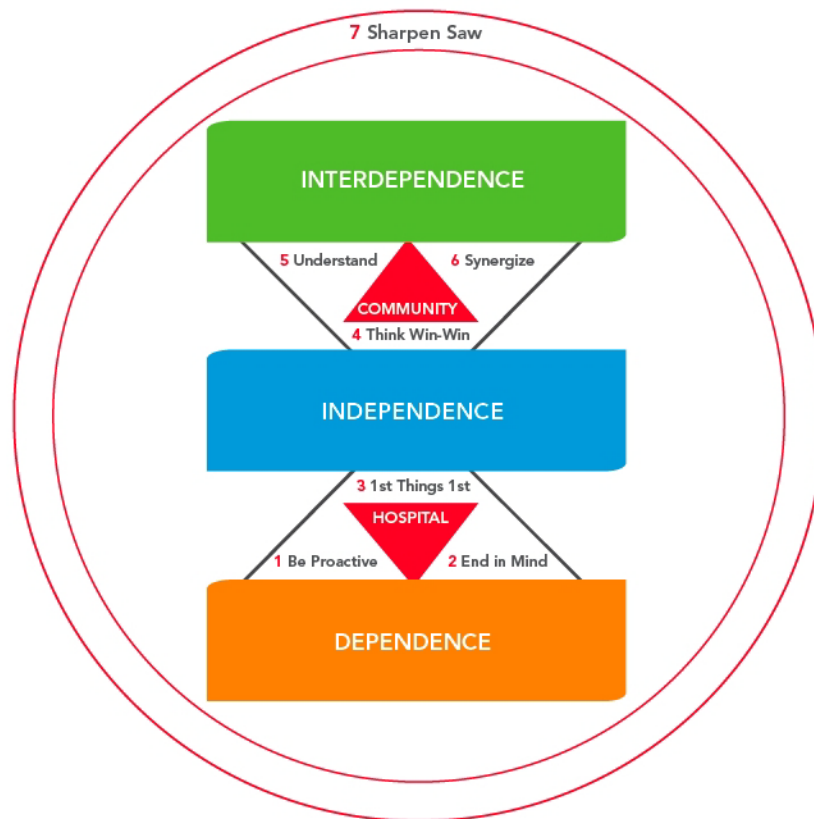 7 Sharpen Saw
INTERDEPENDENCE
5 Understand
6 Synergize
COMMUNITY
4 Think Win-Win
INDEPENDENCE
3 1st Things 1st
HOSPITAL
1 Be Proactive
2 End in Mind
DEPENDENCE